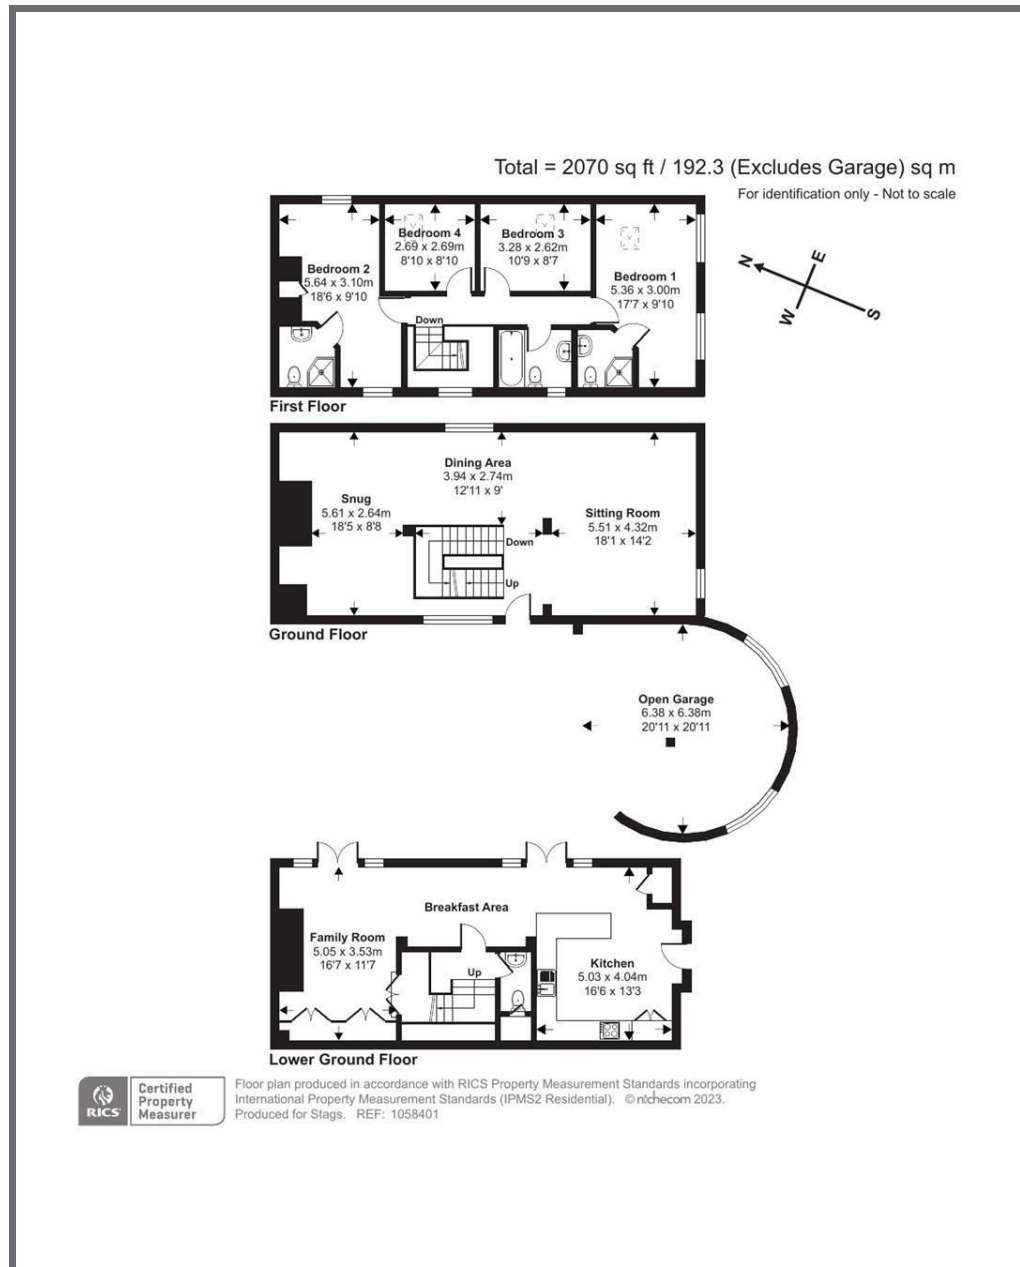 Total = 2070 sq ft / 192.3 (Excludes Garage) sq m
For identification only - Not to scale
N
E
W
S
Bedroom 2
5.64 x 3.10m
18'6 x 9'10
Bedroom 4
2.69 x 2.69m
8'10 x 8'10
Bedroom 3
3.28 x 2.62m
10'9 x 8'7
Bedroom 1
5.36 x 3.00m
17'7 x 9'10
Down
First Floor
Dining Area
3.94 x 2.74m
12'11 x 9'
Snug
5.61 x 2.64m
18'5 x 8'8
Sitting Room
5.51 x 4.32m
18'1 x 14'2
Down
Up
Ground Floor
Open Garage
6.38 x 6.38m
20'11 x 20'11
Breakfast Area
Family Room
5.05 x 3.53m
16'7 x 11'7
Up
Kitchen
5.03 x 4.04m
16'6 x 13'3
Lower Ground Floor
RICS
Certified
Property
Measurer
Floor plan produced in accordance with RICS Property Measurement Standards incorporating
International Property Measurement Standards (IPMS2 Residential). © nichecom 2023.
Produced for Stags. REF: 1058401